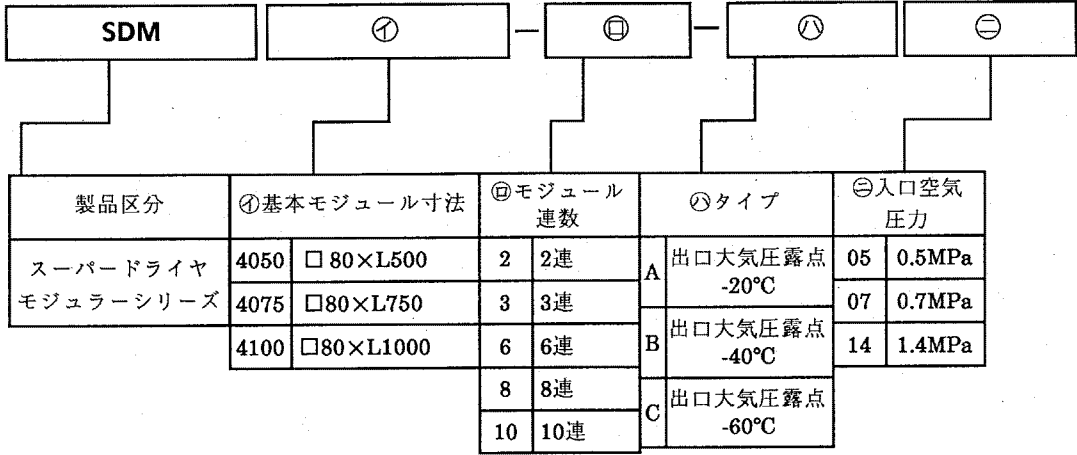 SDM ㋑ - ㋺ - ㋩ ㊁
製品区分 ㋑基本モジュール寸法 ㋺モジュール ㋩タイプ ㊁入口空気
連数 圧力
スーパードライヤ
モジュラーシリーズ
4050 □80×L500
4075 □80×L750
4100 □80×L1000
2 2連
3 3連
6 6連
8 8連
10 10連
A 出口大気圧露点
-20℃
B 出口大気圧露点
-40℃
C 出口大気圧露点
-60℃
05 0.5MPa
07 0.7MPa
14 1.4MPa